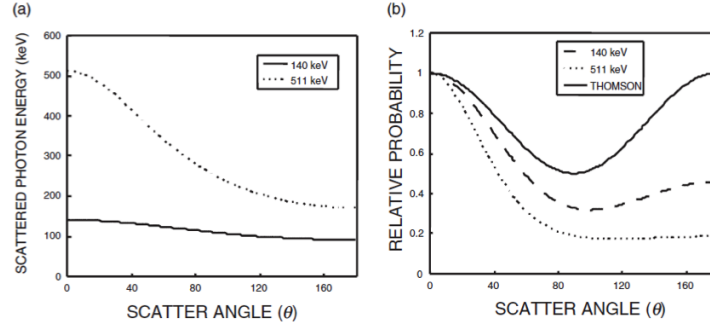 (a)
SCATTERED PHOTON ENERGY (keV)
600
500
400
300
200
100
0
140 keV
511 keV
0 40 80 120 160
SCATTER ANGLE (θ)
(b)
RELATIVE PROBABILITY
1.2
1
0.8
0.6
0.4
0.2
0
140 keV
511 keV
THOMSON
0 40 80 120 160
SCATTER ANGLE (θ)